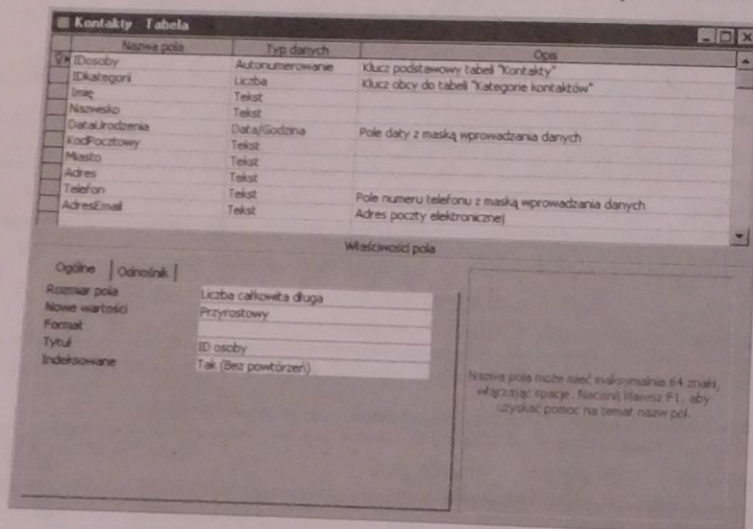 Kontakty Tabela
Nazwa pola Typ danych Opis
IDosoby Autonumerowanie Klucz podstawowy tabeli "Kontakty"
IDkategorii Liczba Klucz obcy do tabeli "Kategorie kontaktów"
Imię Tekst
Nazwisko Tekst
DataUrodzenia Data/Godzina Pole daty z maską wprowadzania danych
KodPocztowy Tekst
Miasto Tekst
Adres Tekst
Telefon Tekst Pole numeru telefonu z maską wprowadzania danych
AdresEmail Tekst Adres poczty elektronicznej
Właściwości pola
Ogólne Odnośnik
Rozmiar pola Liczba całkowita długa
Nowe wartości Przyrostowy
Format
Tytuł ID osoby
Indeksowane Tak (Bez powtórzeń)
Nazwa pola może mieć maksymalnie 64 znaki,
włączając spacje. Naciśnij klawisz F1, aby
uzyskać pomoc na temat nazw pól.